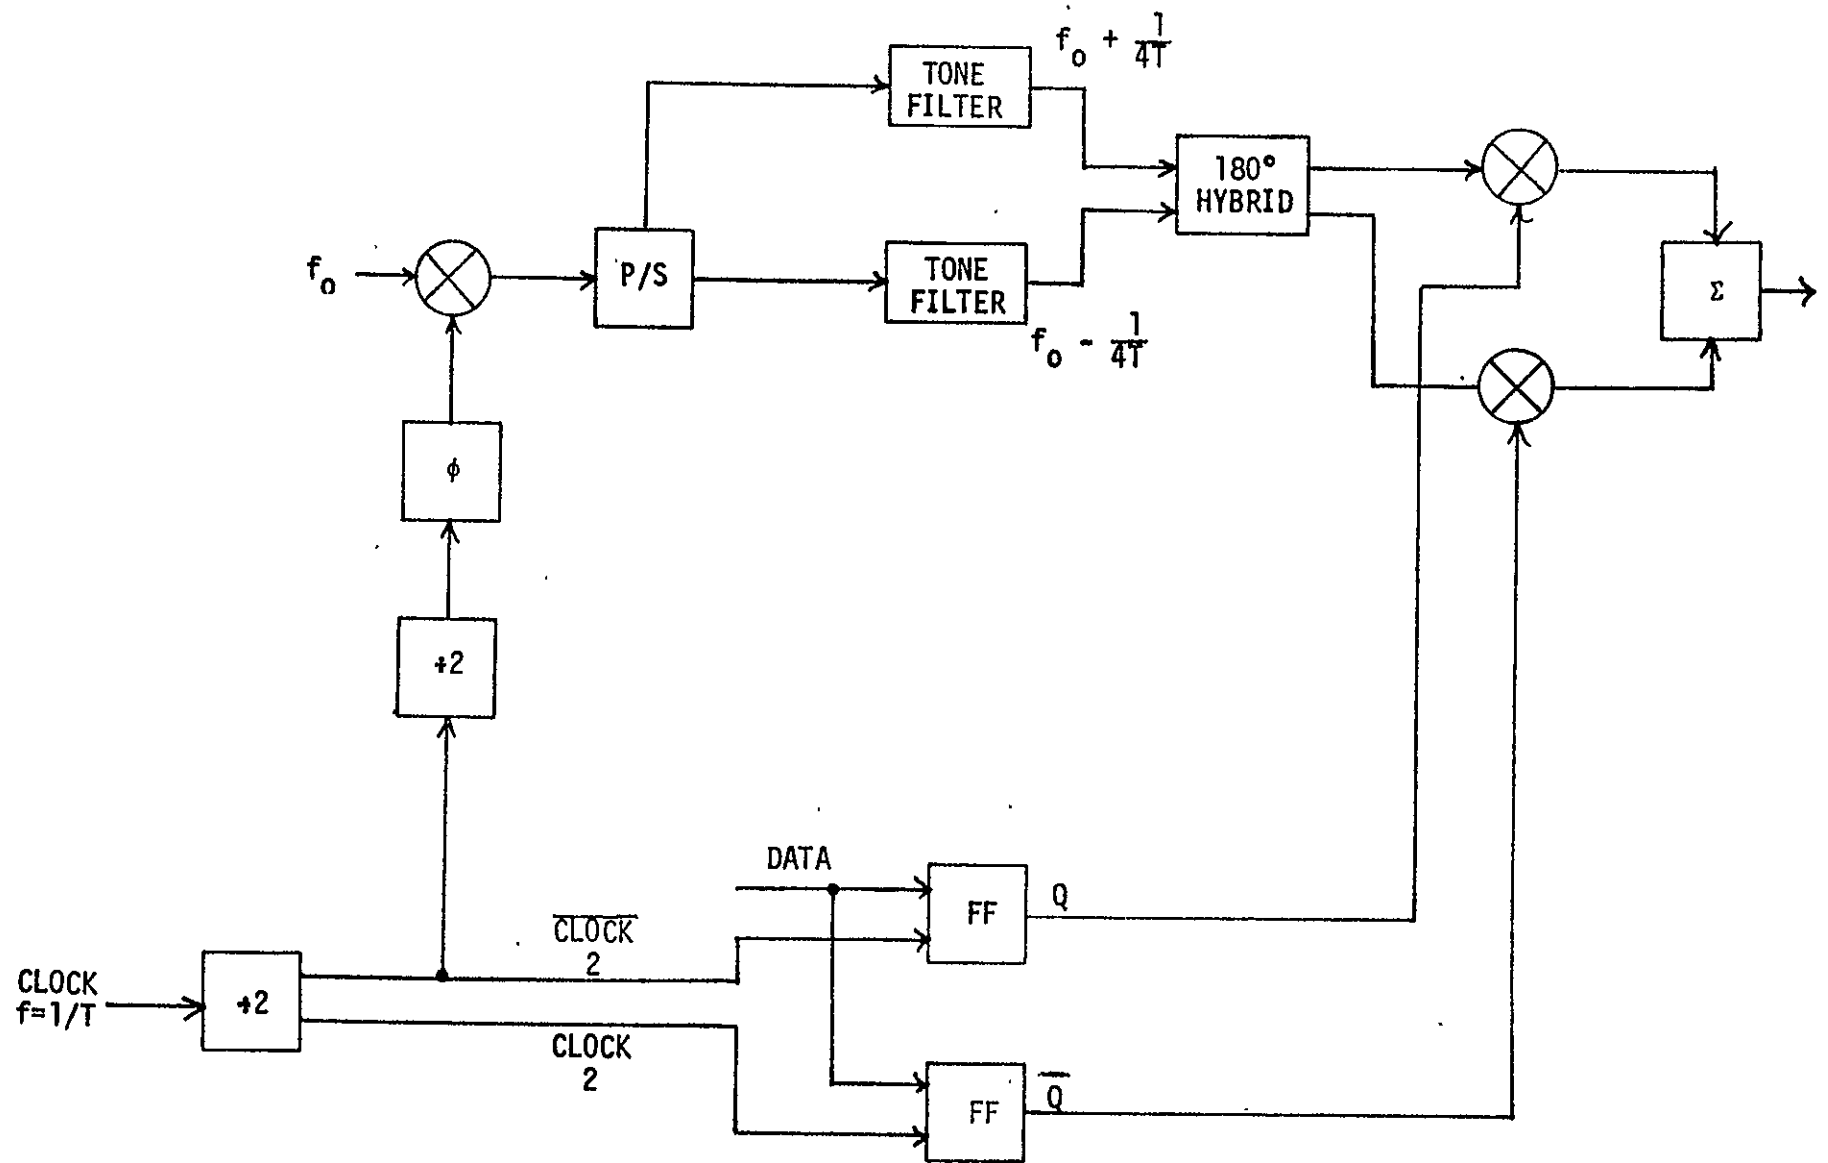 f₀ + 1/4T
TONE
FILTER
180°
HYBRID
f₀
P/S
TONE
FILTER
Σ
f₀ - 1/4T
ϕ
÷2
DATA
FF
Q
CLOCK
f=1/T
÷2
C̅L̅O̅C̅K̅
2
CLOCK
2
FF
Q̅